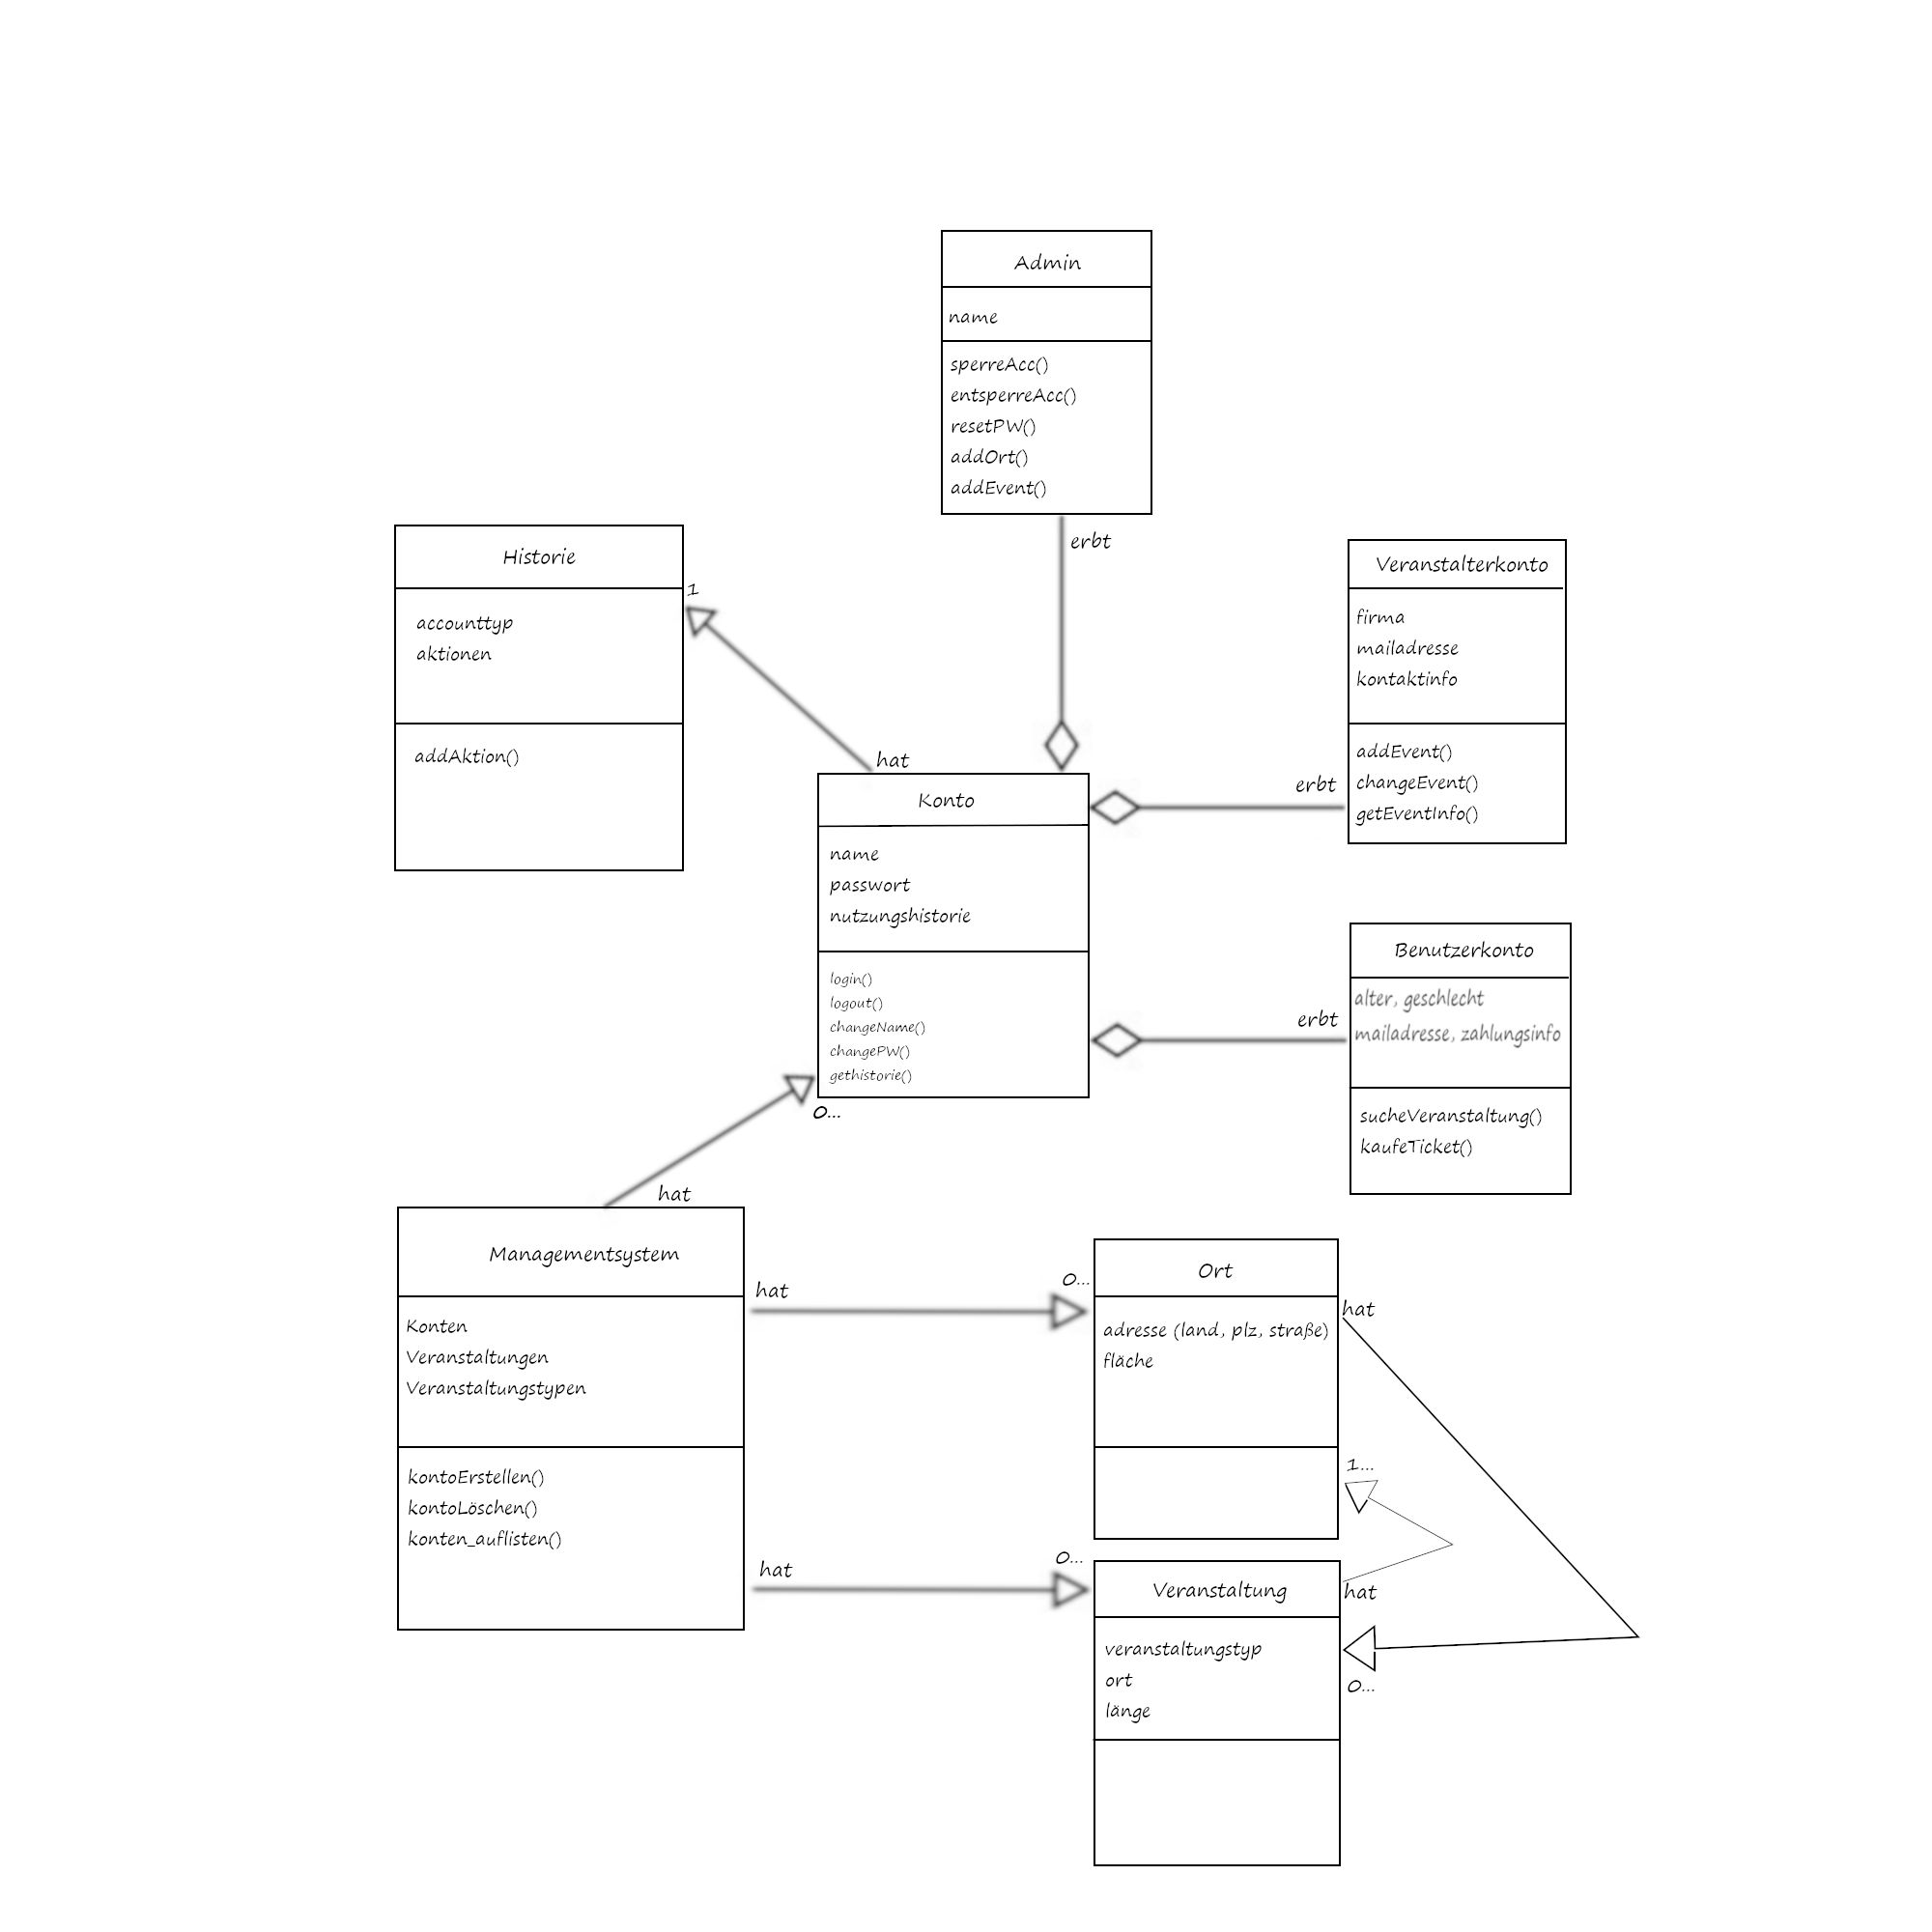 Admin
name
sperreAcc()
entsperreAcc()
resetPW()
addOrt()
addEvent()
erbt
Historie
accounttyp
aktionen
addAktion()
1
hat
Veranstalterkonto
firma
mailadresse
kontaktinfo
addEvent()
changeEvent()
getEventInfo()
erbt
Konto
name
passwort
nutzungshistorie
login()
logout()
changeName()
changePW()
gethistorie()
0...
Benutzerkonto
alter, geschlecht
mailadresse, zahlungsinfo
sucheVeranstaltung()
kaufeTicket()
erbt
hat
Managementsystem
Konten
Veranstaltungen
Veranstaltungstypen
kontoErstellen()
kontoLöschen()
konten_auflisten()
hat
0...
Ort
adresse (land, plz, straße)
fläche
hat
1...
hat
0...
Veranstaltung
veranstaltungstyp
ort
länge
hat
0...